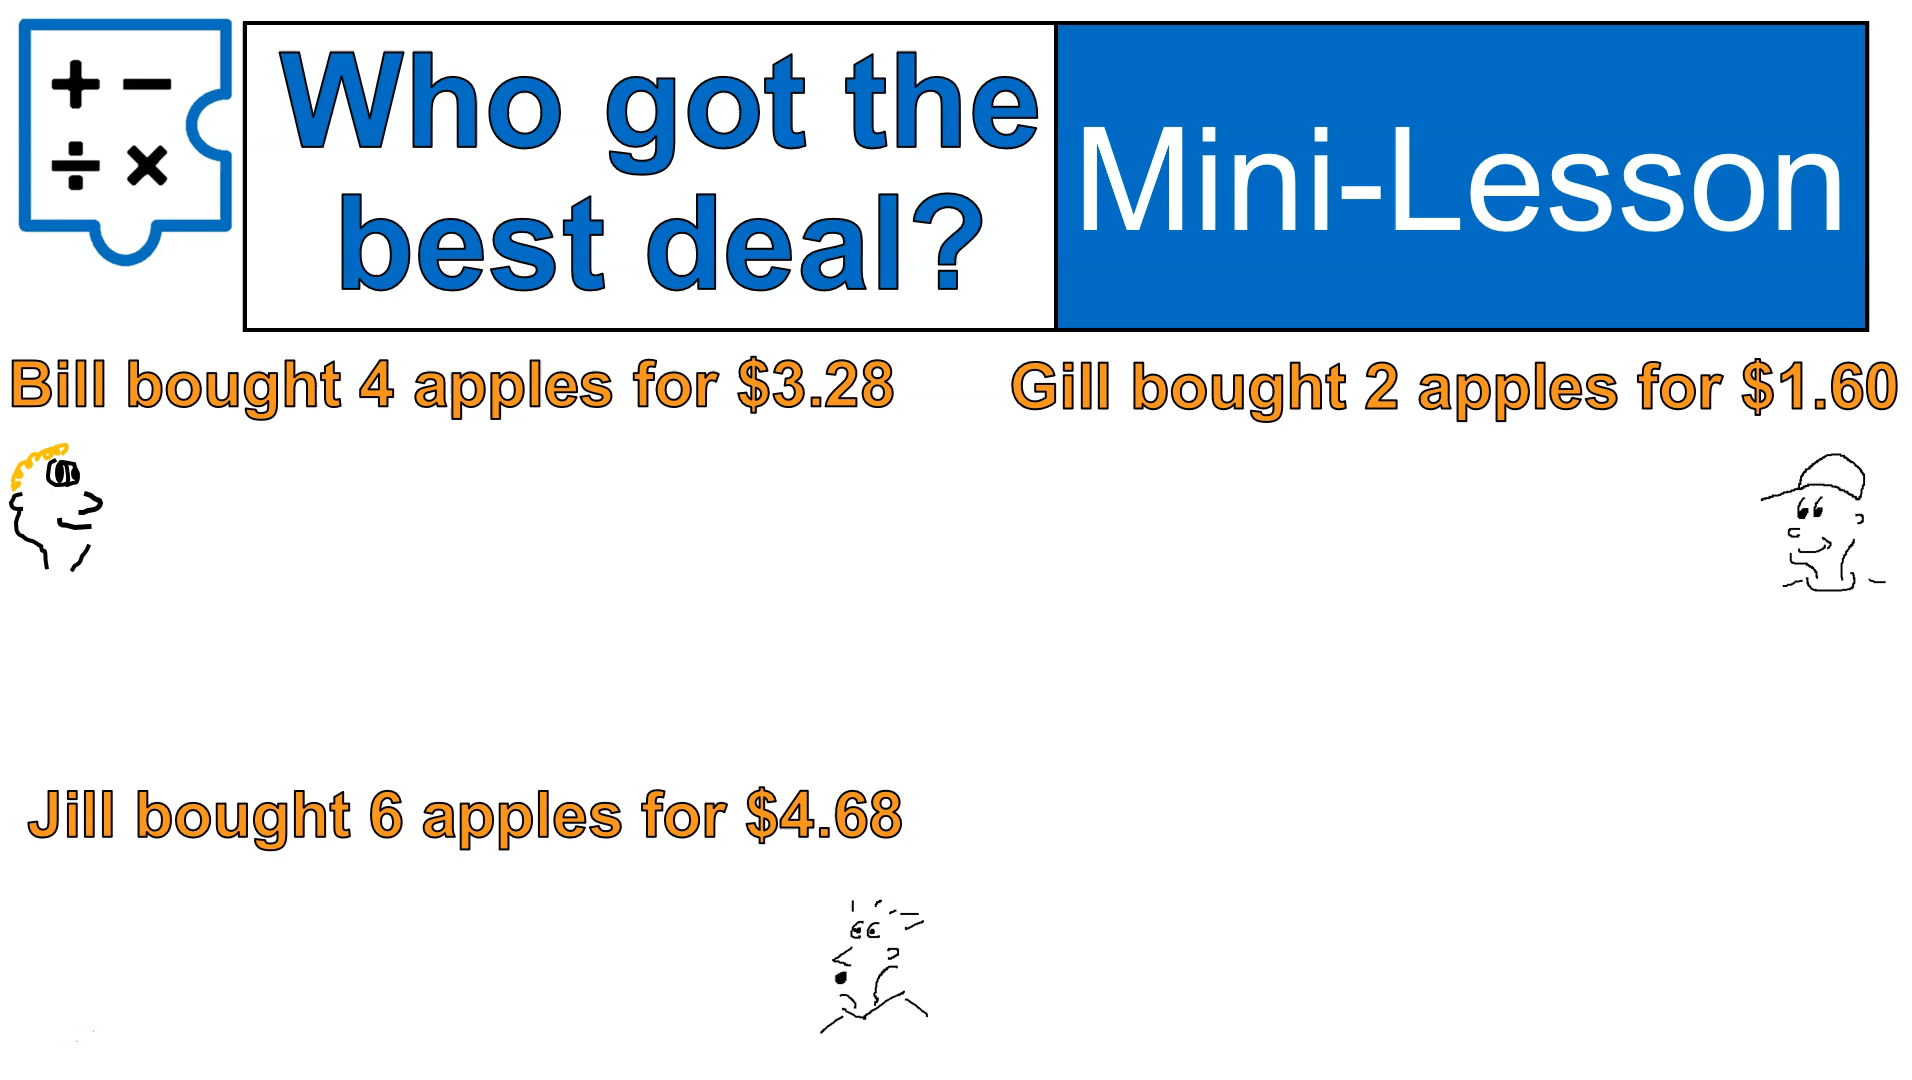 + −
÷ ×
Who got the
best deal?
Mini-Lesson
Bill bought 4 apples for $3.28
Gill bought 2 apples for $1.60
Jill bought 6 apples for $4.68